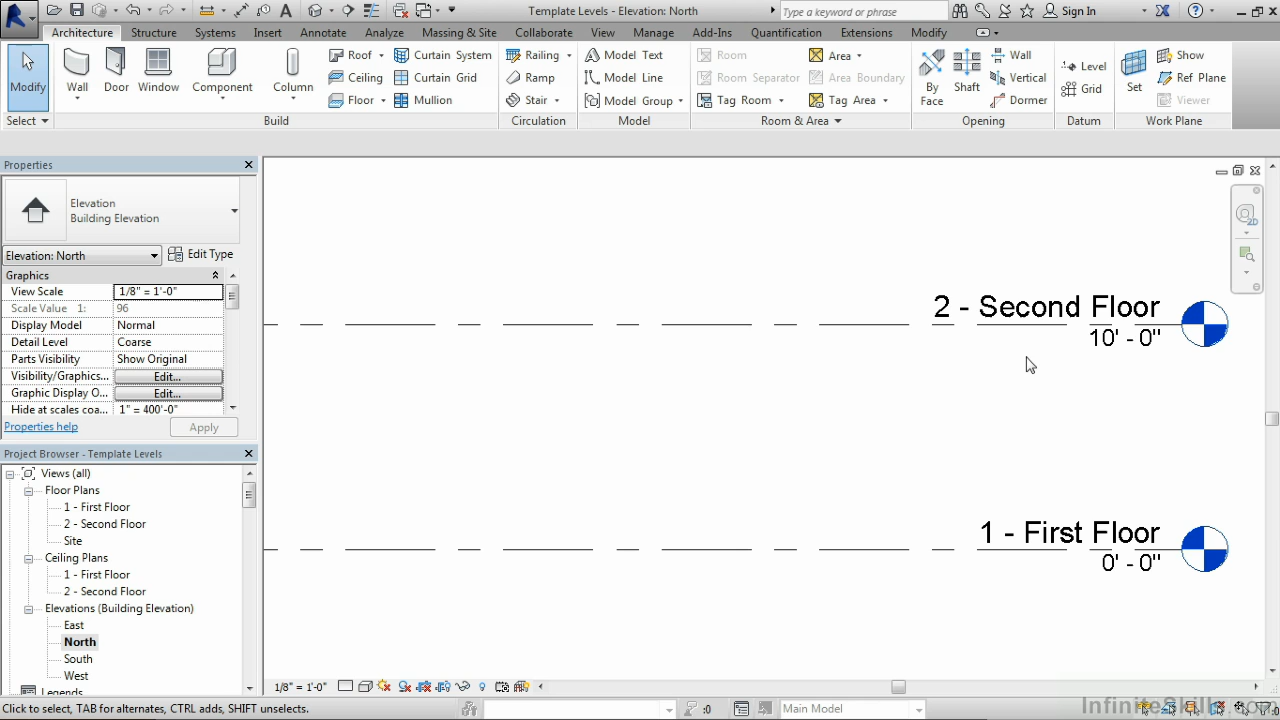 Template Levels - Elevation: North
Type a keyword or phrase
Sign In
Architecture Structure Systems Insert Annotate Analyze Massing & Site Collaborate View Manage Add-Ins Quantification Extensions Modify
Modify
Wall
Door
Window
Component
Column
Roof
Ceiling
Floor
Curtain System
Curtain Grid
Mullion
Railing
Ramp
Stair
Model Text
Model Line
Model Group
Room
Room Separator
Tag Room
Area
Area Boundary
Tag Area
By Face
Shaft
Wall
Vertical
Dormer
Level
Grid
Set
Show
Ref Plane
Viewer
Select Build Circulation Model Room & Area Opening Datum Work Plane
Properties
Elevation
Building Elevation
Elevation: North Edit Type
Graphics
View Scale 1/8" = 1'-0"
Scale Value 1: 96
Display Model Normal
Detail Level Coarse
Parts Visibility Show Original
Visibility/Graphics... Edit...
Graphic Display O... Edit...
Hide at scales coa... 1" = 400'-0"
Properties help Apply
Project Browser - Template Levels
Views (all)
Floor Plans
1 - First Floor
2 - Second Floor
Site
Ceiling Plans
1 - First Floor
2 - Second Floor
Elevations (Building Elevation)
East
North
South
West
Legends
2 - Second Floor
10' - 0"
1 - First Floor
0' - 0"
1/8" = 1'-0"
Click to select, TAB for alternates, CTRL adds, SHIFT unselects.
:0
Main Model
:0